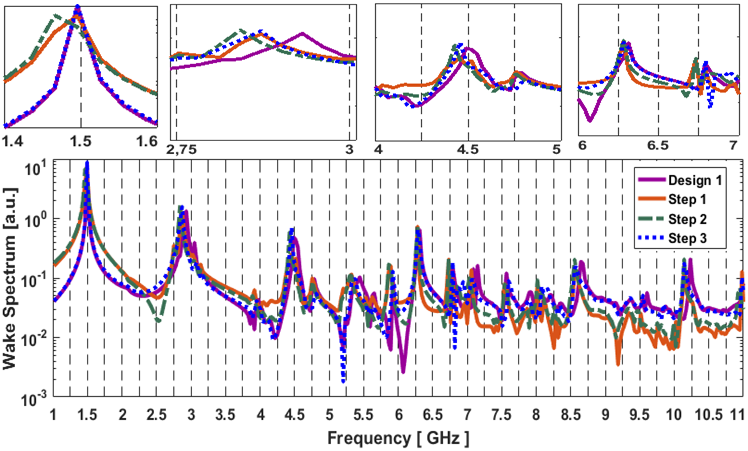 1.4 1.5 1.6
2,75 3
4 4.5 5
6 6.5 7
Wake Spectrum [a.u.]
10^1
10^0
10^-1
10^-2
10^-3
Design 1
Step 1
Step 2
Step 3
1 1.5 2 2.5 3 3.5 4 4.5 5 5.5 6 6.5 7 7.5 8 8.5 9 9.5 10 10.5 11
Frequency [ GHz ]